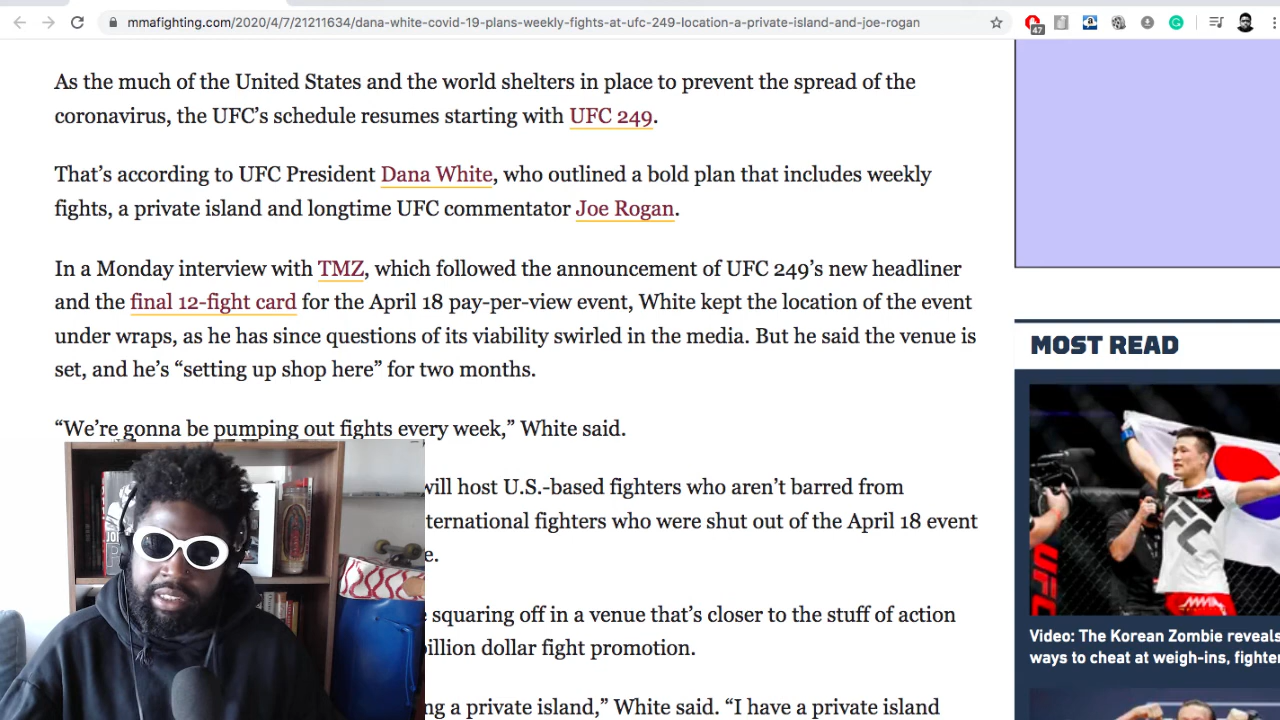 mmafighting.com/2020/4/7/21211634/dana-white-covid-19-plans-weekly-fights-at-ufc-249-location-a-private-island-and-joe-rogan
47
As the much of the United States and the world shelters in place to prevent the spread of the
coronavirus, the UFC’s schedule resumes starting with UFC 249.
That’s according to UFC President Dana White, who outlined a bold plan that includes weekly
fights, a private island and longtime UFC commentator Joe Rogan.
In a Monday interview with TMZ, which followed the announcement of UFC 249’s new headliner
and the final 12-fight card for the April 18 pay-per-view event, White kept the location of the event
under wraps, as he has since questions of its viability swirled in the media. But he said the venue is
set, and he’s “setting up shop here” for two months.
“We’re gonna be pumping out fights every week,” White said.
will host U.S.-based fighters who aren’t barred from
ternational fighters who were shut out of the April 18 event
e.
e squaring off in a venue that’s closer to the stuff of action
billion dollar fight promotion.
ng a private island,” White said. “I have a private island
MOST READ
UFC
UFC
Video: The Korean Zombie reveals
ways to cheat at weigh-ins, fighter